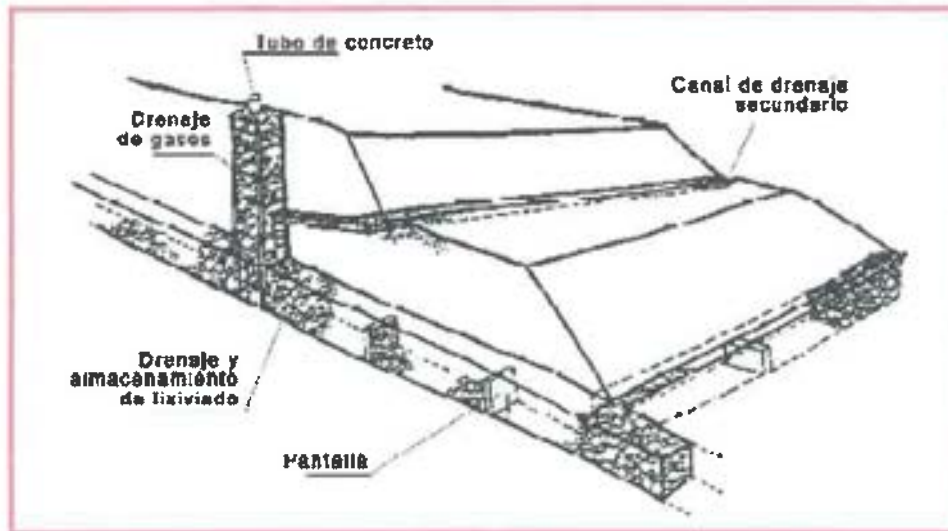 Tubo de concreto
Canal de drenaje
secundario
Drenaje
de gases
Drenaje y
almacenamiento
de lixiviado
Pantalla